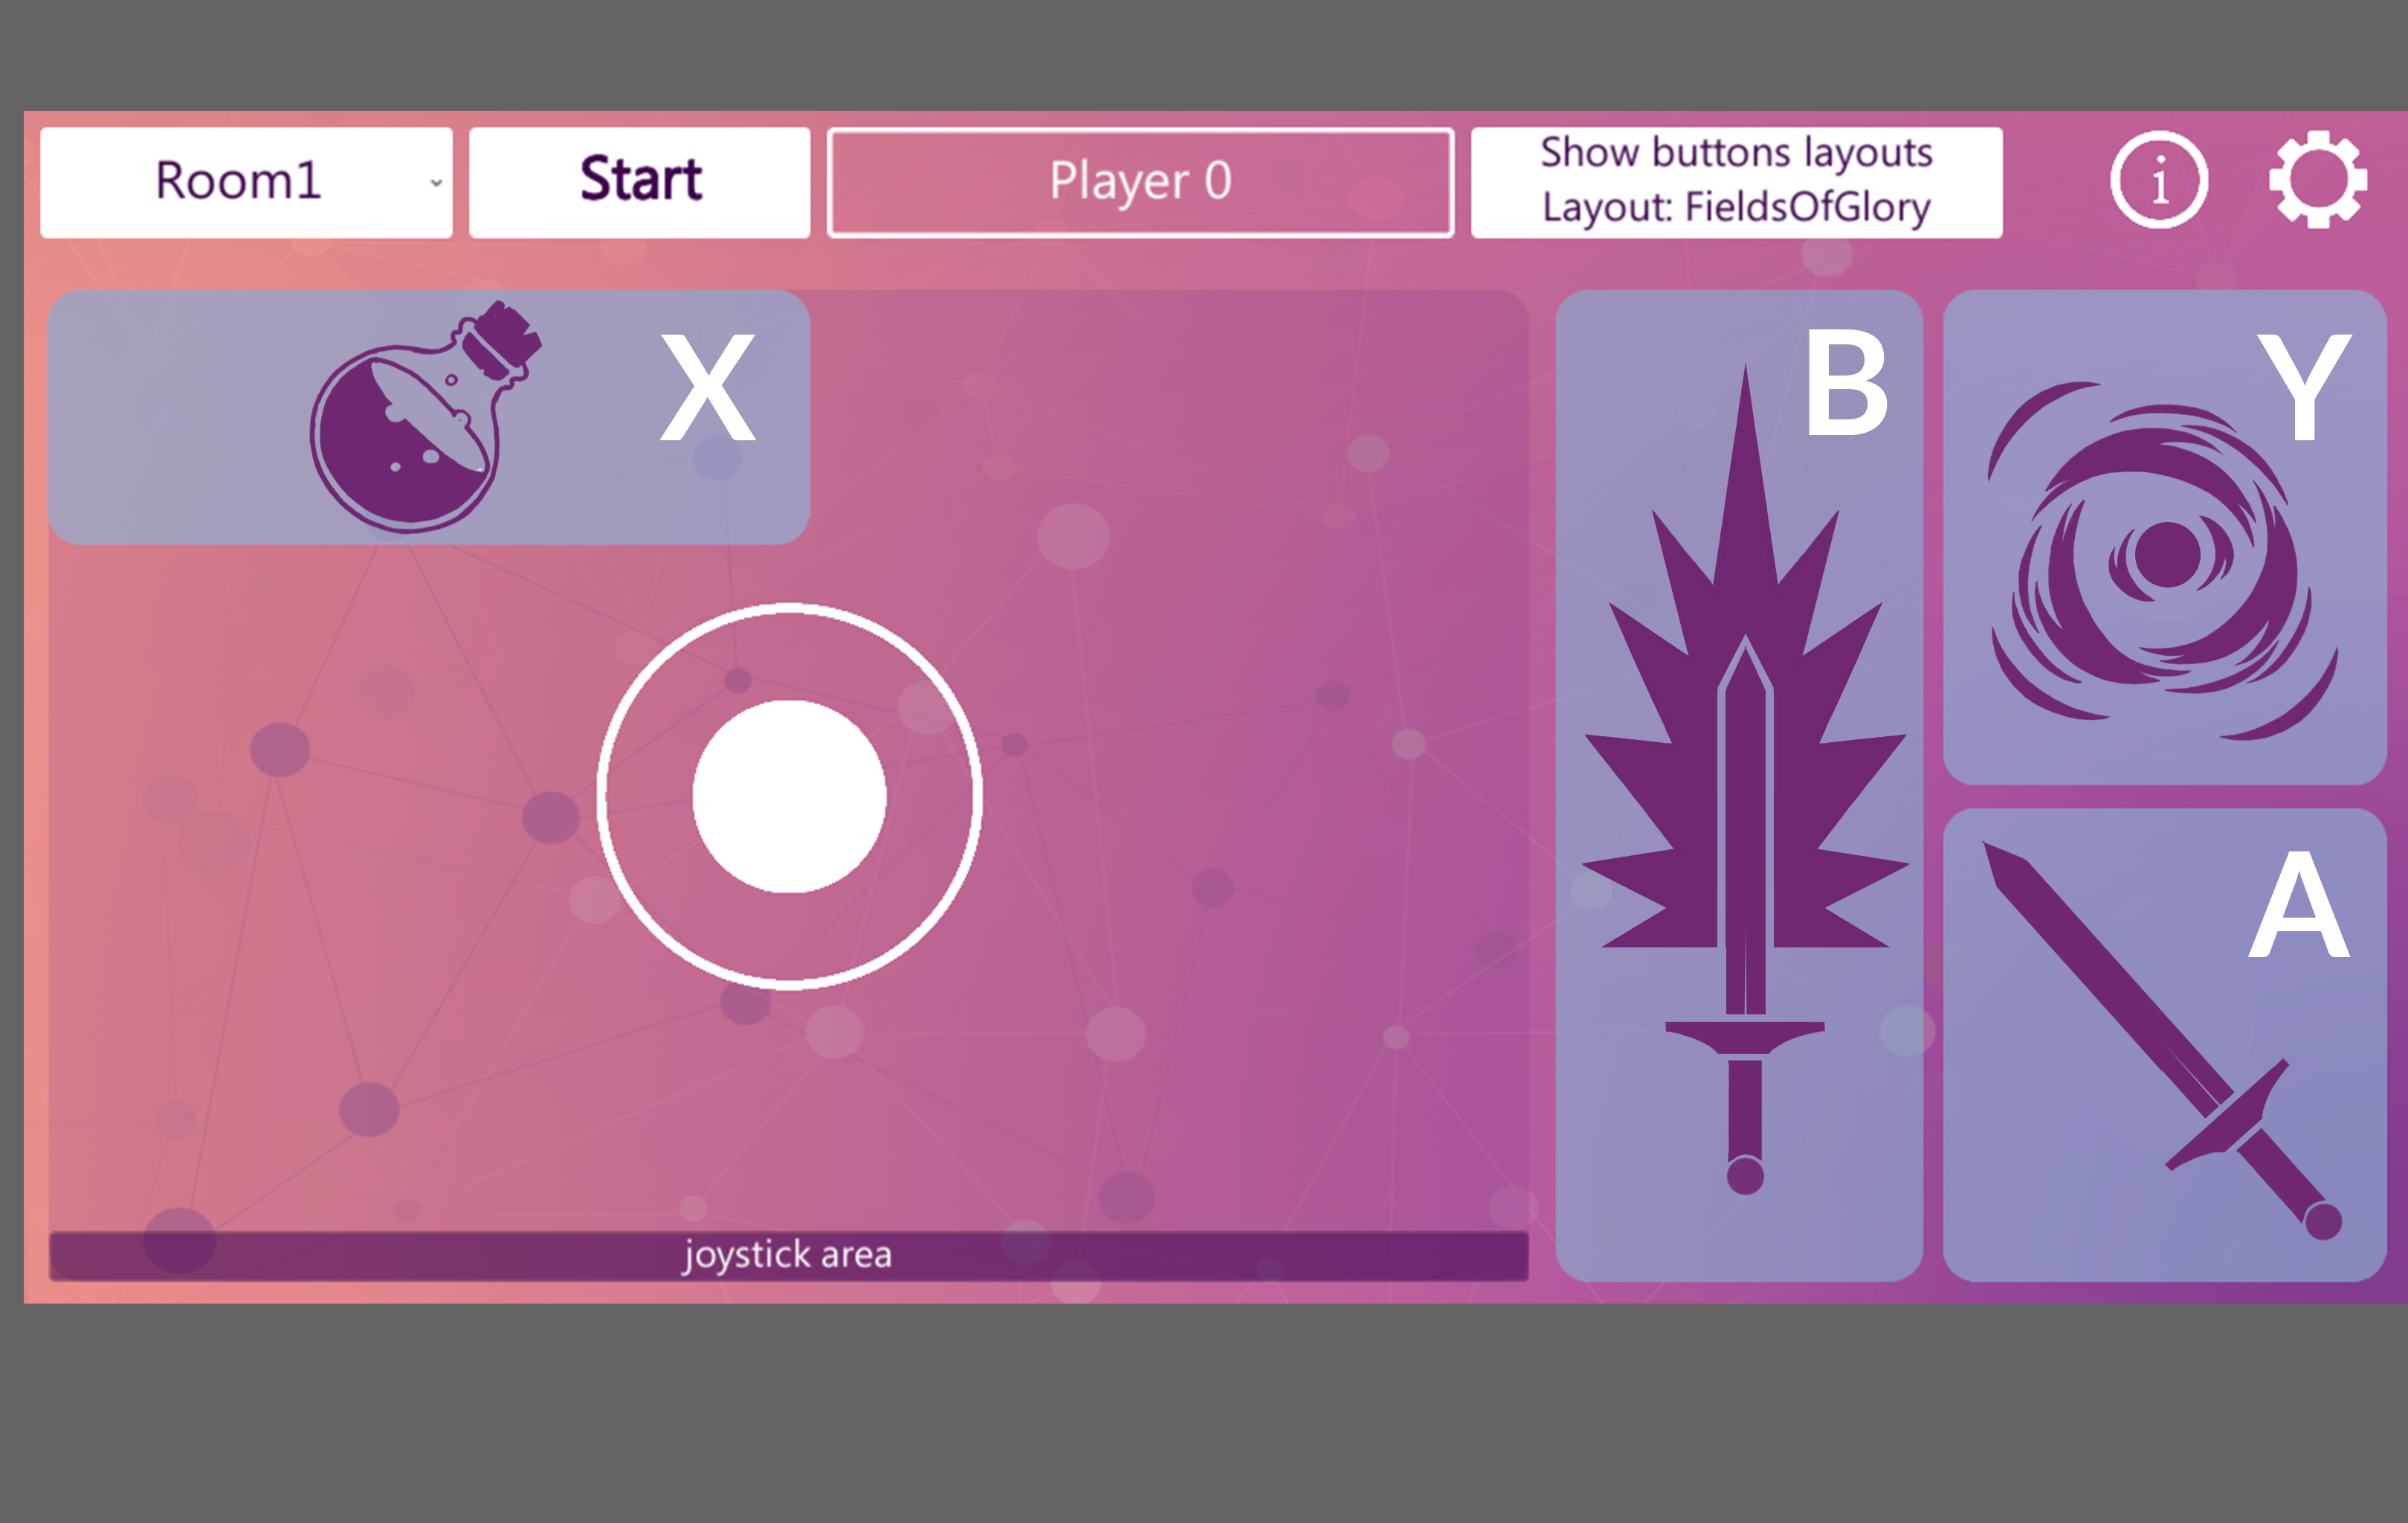 Room1
Start
Player 0
Show buttons layouts
Layout: FieldsOfGlory
i
X
B
Y
A
joystick area